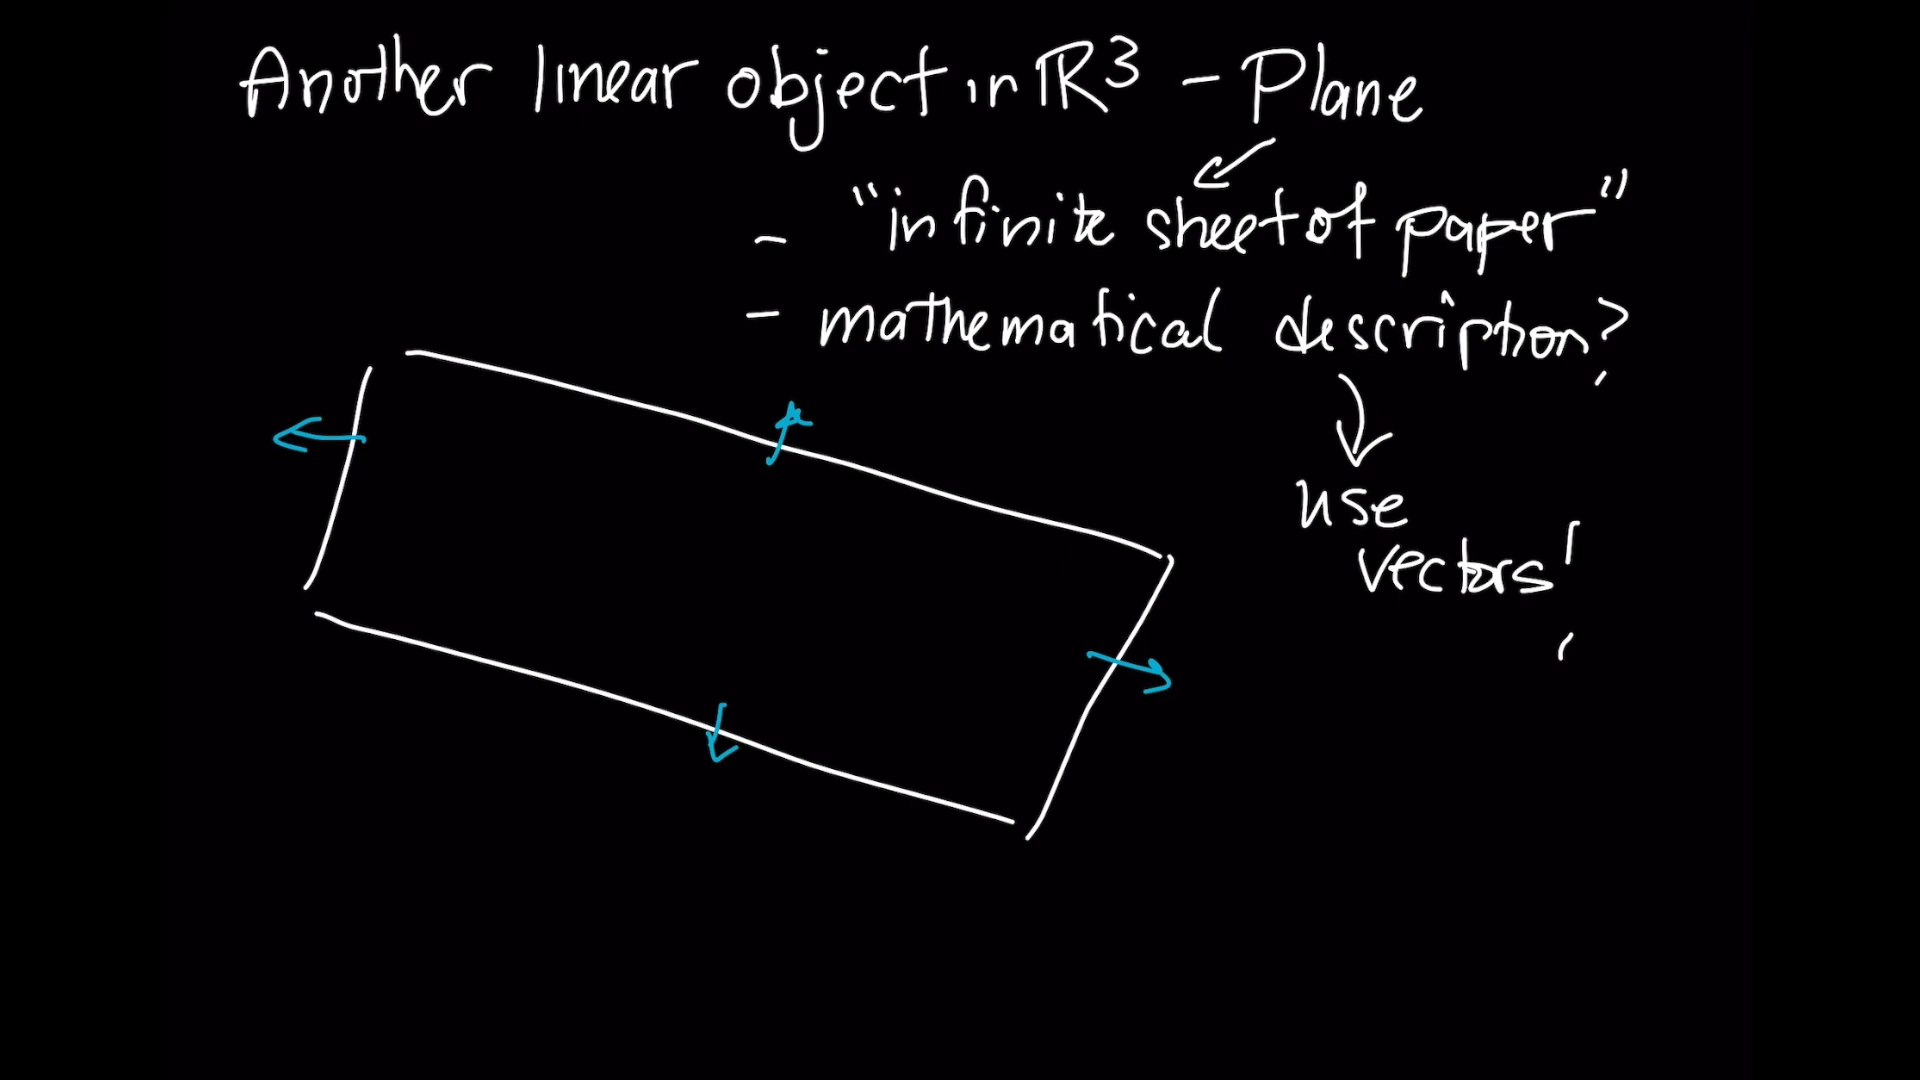 Another linear object in ℝ³ - Plane
- "infinite sheet of paper"
- mathematical description?
use
vectors!